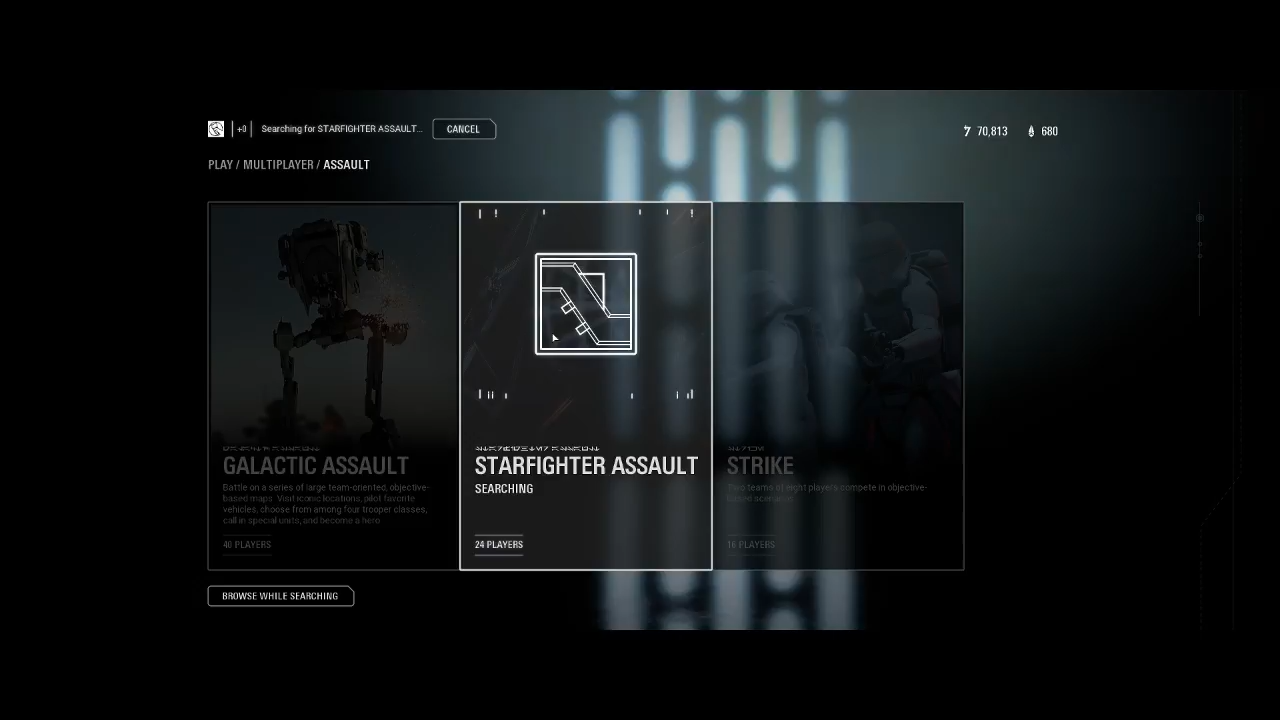 +0
Searching for STARFIGHTER ASSAULT...
CANCEL
70,813
680
PLAY / MULTIPLAYER / ASSAULT
GALACTIC ASSAULT
Battle on a series of large team-oriented, objective-
based maps. Visit iconic locations, pilot favorite
vehicles, choose from among four trooper classes,
call in special units, and become a hero
40 PLAYERS
STARFIGHTER ASSAULT
SEARCHING
24 PLAYERS
STRIKE
Two teams of eight players compete in objective-
based scenarios
16 PLAYERS
BROWSE WHILE SEARCHING